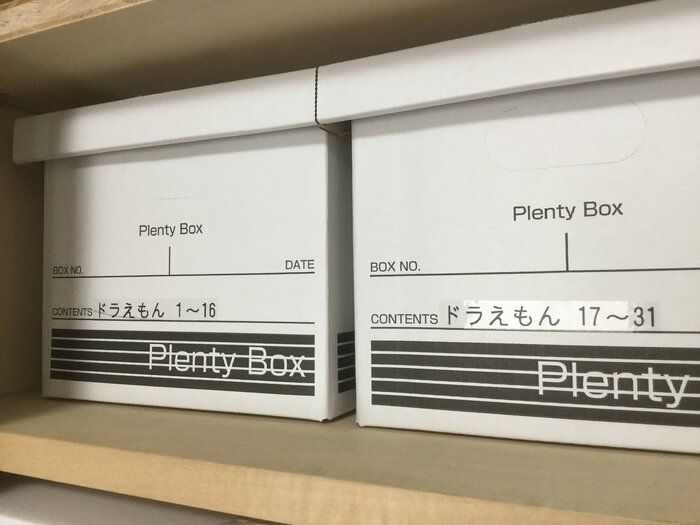 Plenty Box
BOX NO. DATE
CONTENTS ドラえもん 1〜16
Plenty Box
Plenty Box
BOX NO.
CONTENTS ドラえもん 17〜31
Plenty